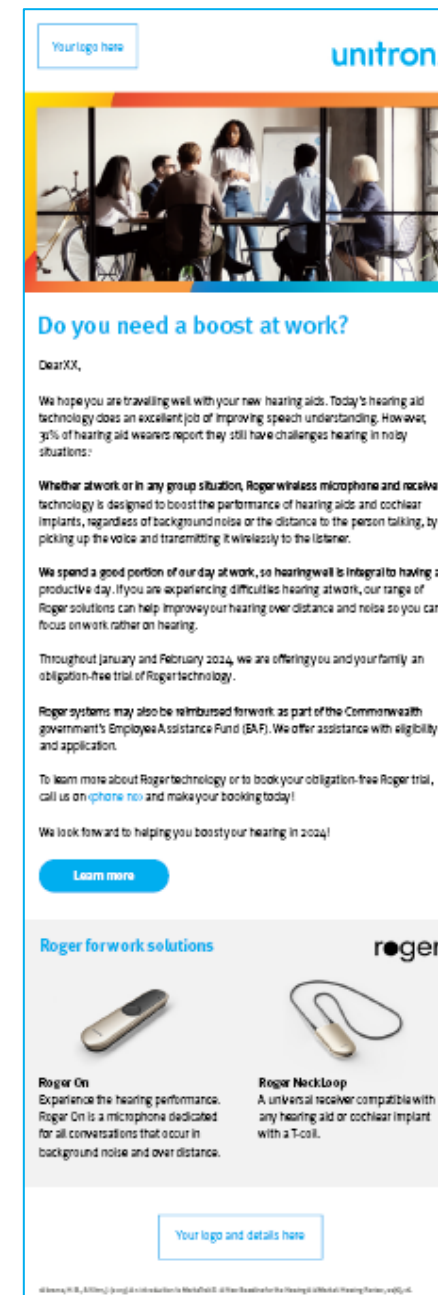 Your logo here
unitron
Do you need a boost at work?
Dear XX,
We hope you are travelling well with your new hearing aids. Today's hearing aid
technology does an excellent job of improving speech understanding. However,
31% of hearing aid wearers report they still have challenges hearing in noisy
situations.
Whether at work or in any group situation, Roger wireless microphone and receive
technology is designed to boost the performance of hearing aids and cochlear
implants, regardless of background noise or the distance to the person talking, by
picking up the voice and transmitting it wirelessly to the listener.
We spend a good portion of our day at work, so hearing well is integral to having a
productive day. If you are experiencing difficulties hearing at work, our range of
Roger solutions can help improve your hearing over distance and noise so you can
focus on work rather on hearing.
Throughout January and February 2024, we are offering you and your family an
obligation-free trial of Roger technology.
Roger systems may also be reimbursed for work as part of the Commonwealth
government's Employee Assistance Fund (EAF). We offer assistance with eligibility
and application.
To learn more about Roger technology or to book your obligation-free Roger trial,
call us on <phone no> and make your booking today!
We look forward to helping you boost your hearing in 2024!
Learn more
Roger for work solutions
roger
Roger On
Experience the hearing performance.
Roger On is a microphone dedicated
for all conversations that occur in
background noise and over distance.
Roger NeckLoop
A universal receiver compatible with
any hearing aid or cochlear implant
with a T-coil.
Your logo and details here